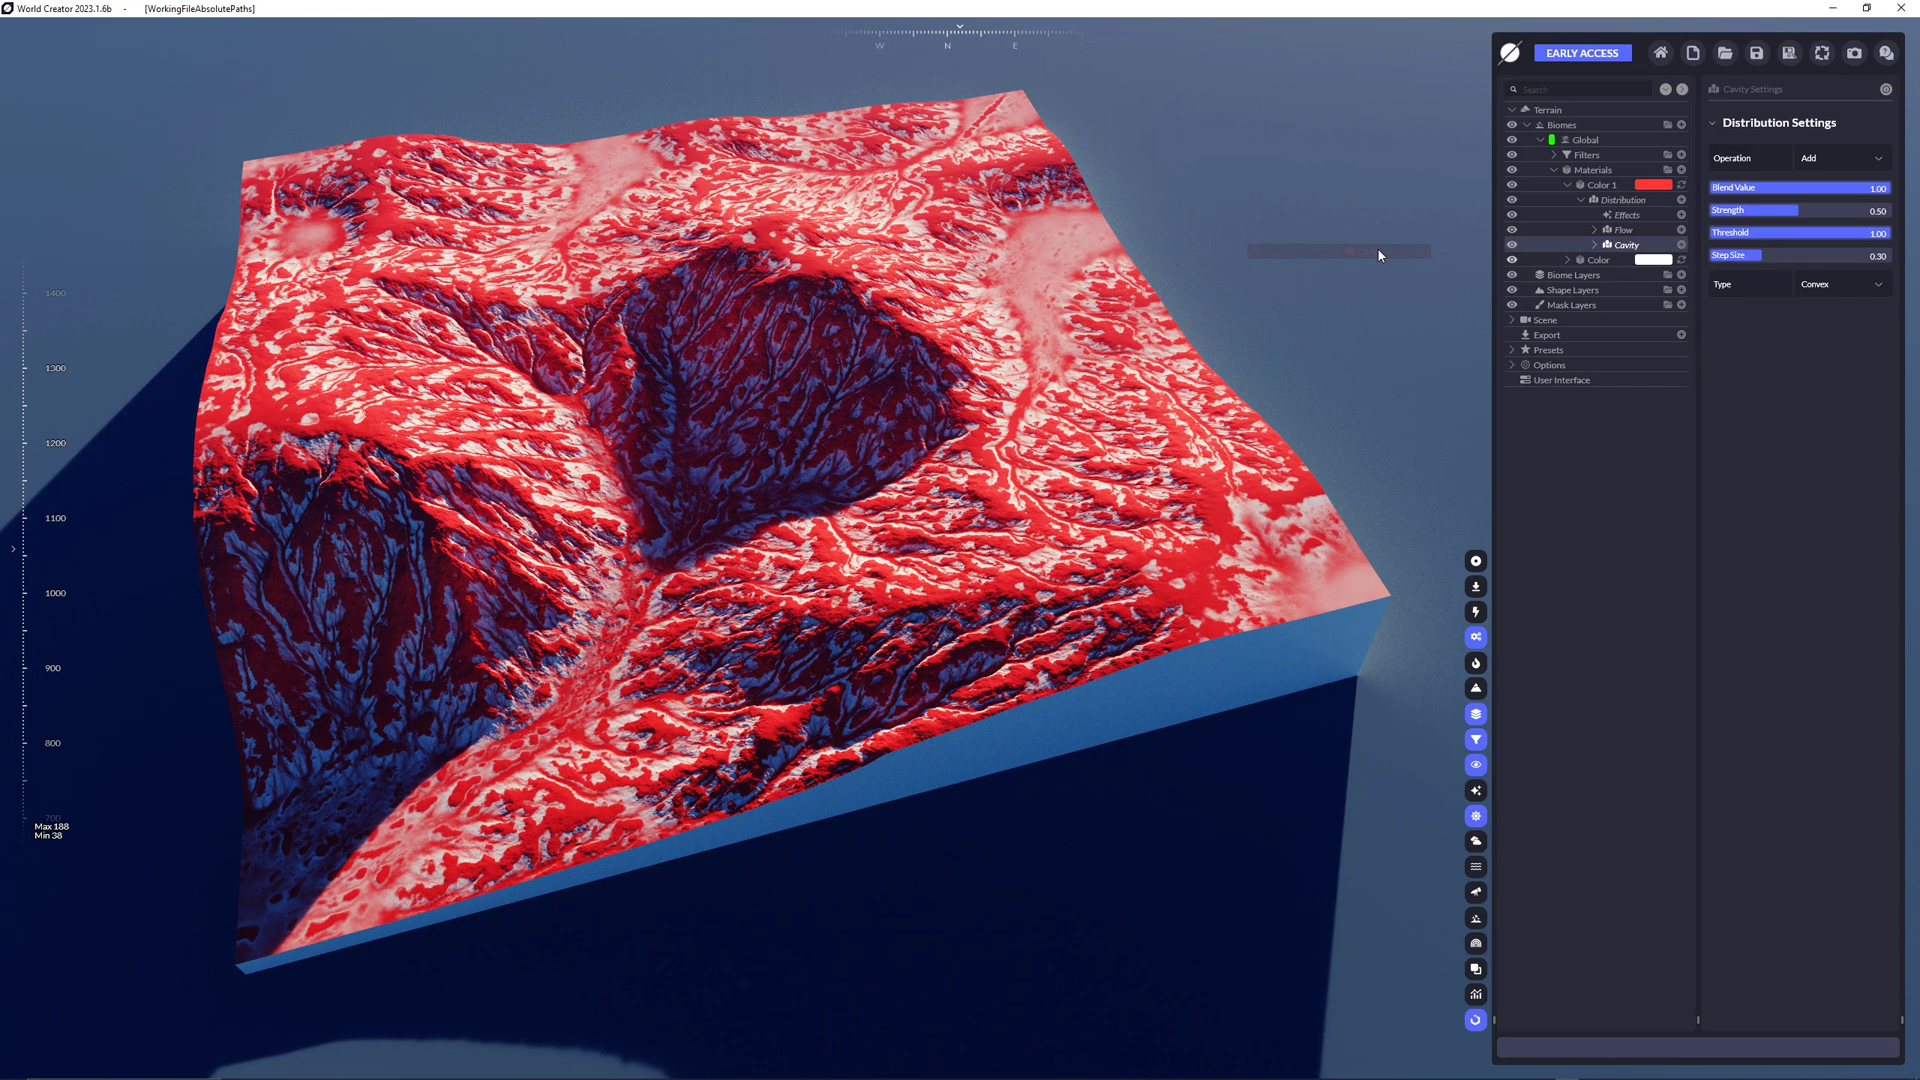 World Creator 2023.1.6b - [WorkingFileAbsolutePaths]
W N E
EARLY ACCESS
Search
Terrain
Biomes
Global
Filters
Materials
Color 1
Distribution
Effects
Flow
Cavity
Color
Biome Layers
Shape Layers
Mask Layers
Scene
Export
Presets
Options
User Interface
Cavity Settings
Distribution Settings
Operation Add
Blend Value 1.00
Strength 0.50
Threshold 1.00
Step Size 0.30
Type Convex
1400
1300
1200
1100
1000
900
800
700
Max 188
Min 38